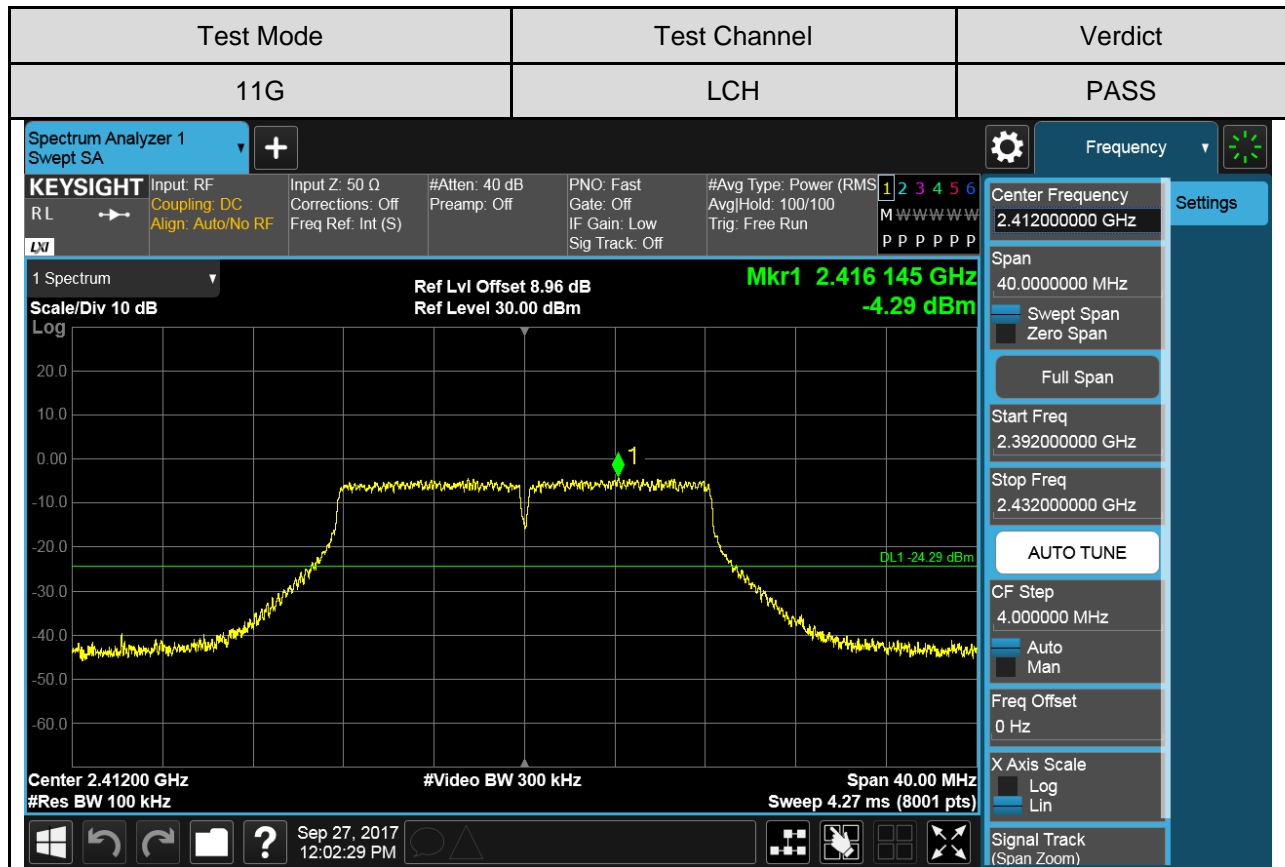 Test Mode Test Channel Verdict
11G LCH PASS
Spectrum Analyzer 1
Swept SA
Frequency
KEYSIGHT
RL
LXI
Input: RF
Coupling: DC
Align: Auto/No RF
Input Z: 50 Ω
Corrections: Off
Freq Ref: Int (S)
#Atten: 40 dB
Preamp: Off
PNO: Fast
Gate: Off
IF Gain: Low
Sig Track: Off
#Avg Type: Power (RMS
Avg|Hold: 100/100
Trig: Free Run
1 2 3 4 5 6
M W W W W W
P P P P P P
1 Spectrum
Scale/Div 10 dB
Ref Lvl Offset 8.96 dB
Ref Level 30.00 dBm
Mkr1 2.416 145 GHz
-4.29 dBm
Log
20.0
10.0
0.00
-10.0
-20.0
-30.0
-40.0
-50.0
-60.0
1
DL1 -24.29 dBm
Center 2.41200 GHz
#Res BW 100 kHz
#Video BW 300 kHz
Span 40.00 MHz
Sweep 4.27 ms (8001 pts)
?
Sep 27, 2017
12:02:29 PM
Center Frequency
2.412000000 GHz
Settings
Span
40.0000000 MHz
Swept Span
Zero Span
Full Span
Start Freq
2.392000000 GHz
Stop Freq
2.432000000 GHz
AUTO TUNE
CF Step
4.000000 MHz
Auto
Man
Freq Offset
0 Hz
X Axis Scale
Log
Lin
Signal Track
(Span Zoom)